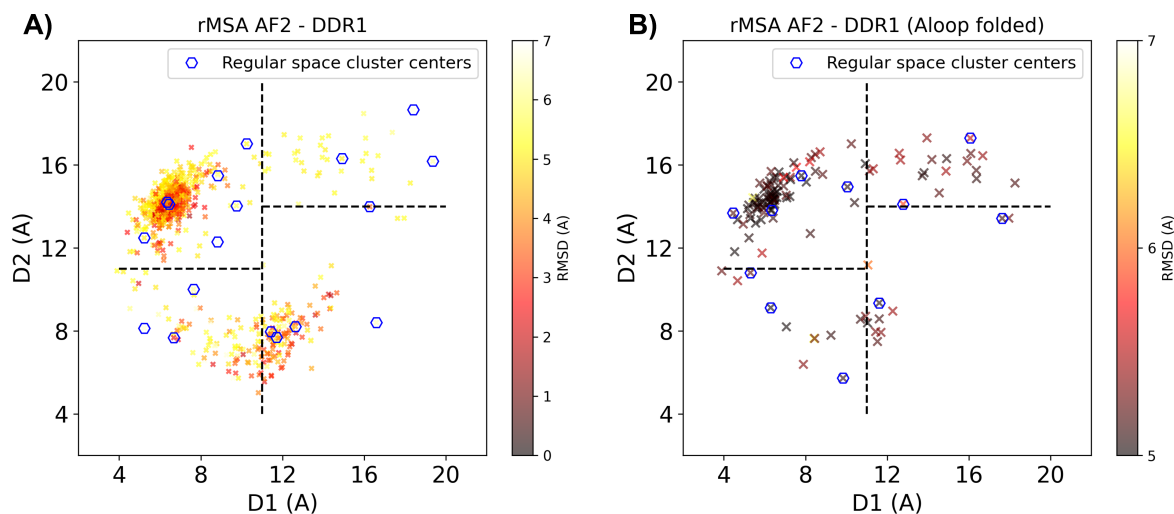 A)
rMSA AF2 - DDR1
Regular space cluster centers
20
16
12
8
4
D2 (A)
4
8
12
16
20
D1 (A)
7
6
5
4
3
2
1
0
RMSD (A)
B)
rMSA AF2 - DDR1 (Aloop folded)
Regular space cluster centers
20
16
12
8
4
D2 (A)
4
8
12
16
20
D1 (A)
7
6
5
RMSD (A)